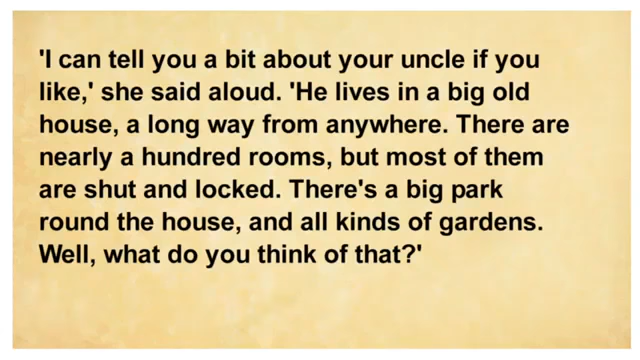 'I can tell you a bit about your uncle if you
like,' she said aloud. 'He lives in a big old
house, a long way from anywhere. There are
nearly a hundred rooms, but most of them
are shut and locked. There's a big park
round the house, and all kinds of gardens.
Well, what do you think of that?'